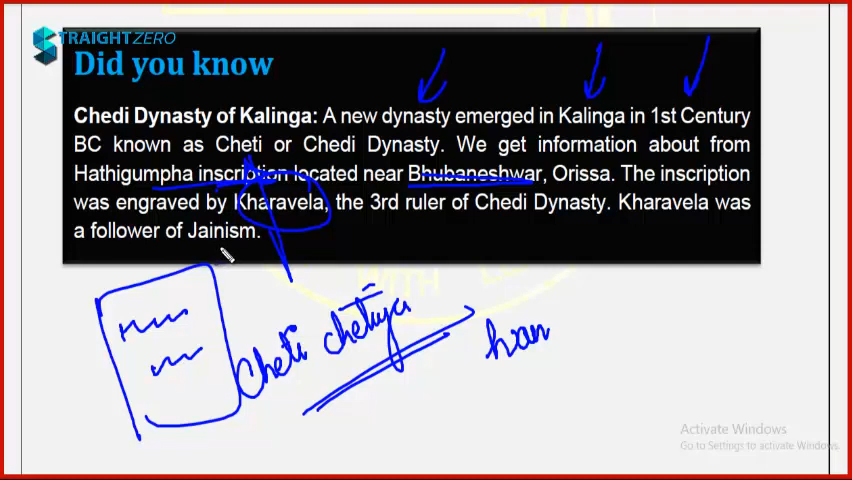 STRAIGHTZERO
Did you know
Chedi Dynasty of Kalinga: A new dynasty emerged in Kalinga in 1st Century
BC known as Cheti or Chedi Dynasty. We get information about from
Hathigumpha inscription located near Bhubaneshwar, Orissa. The inscription
was engraved by Kharavela, the 3rd ruler of Chedi Dynasty. Kharavela was
a follower of Jainism.
WITH
Cheti chetiya
Activate Windows
Go to Settings to activate Windows.